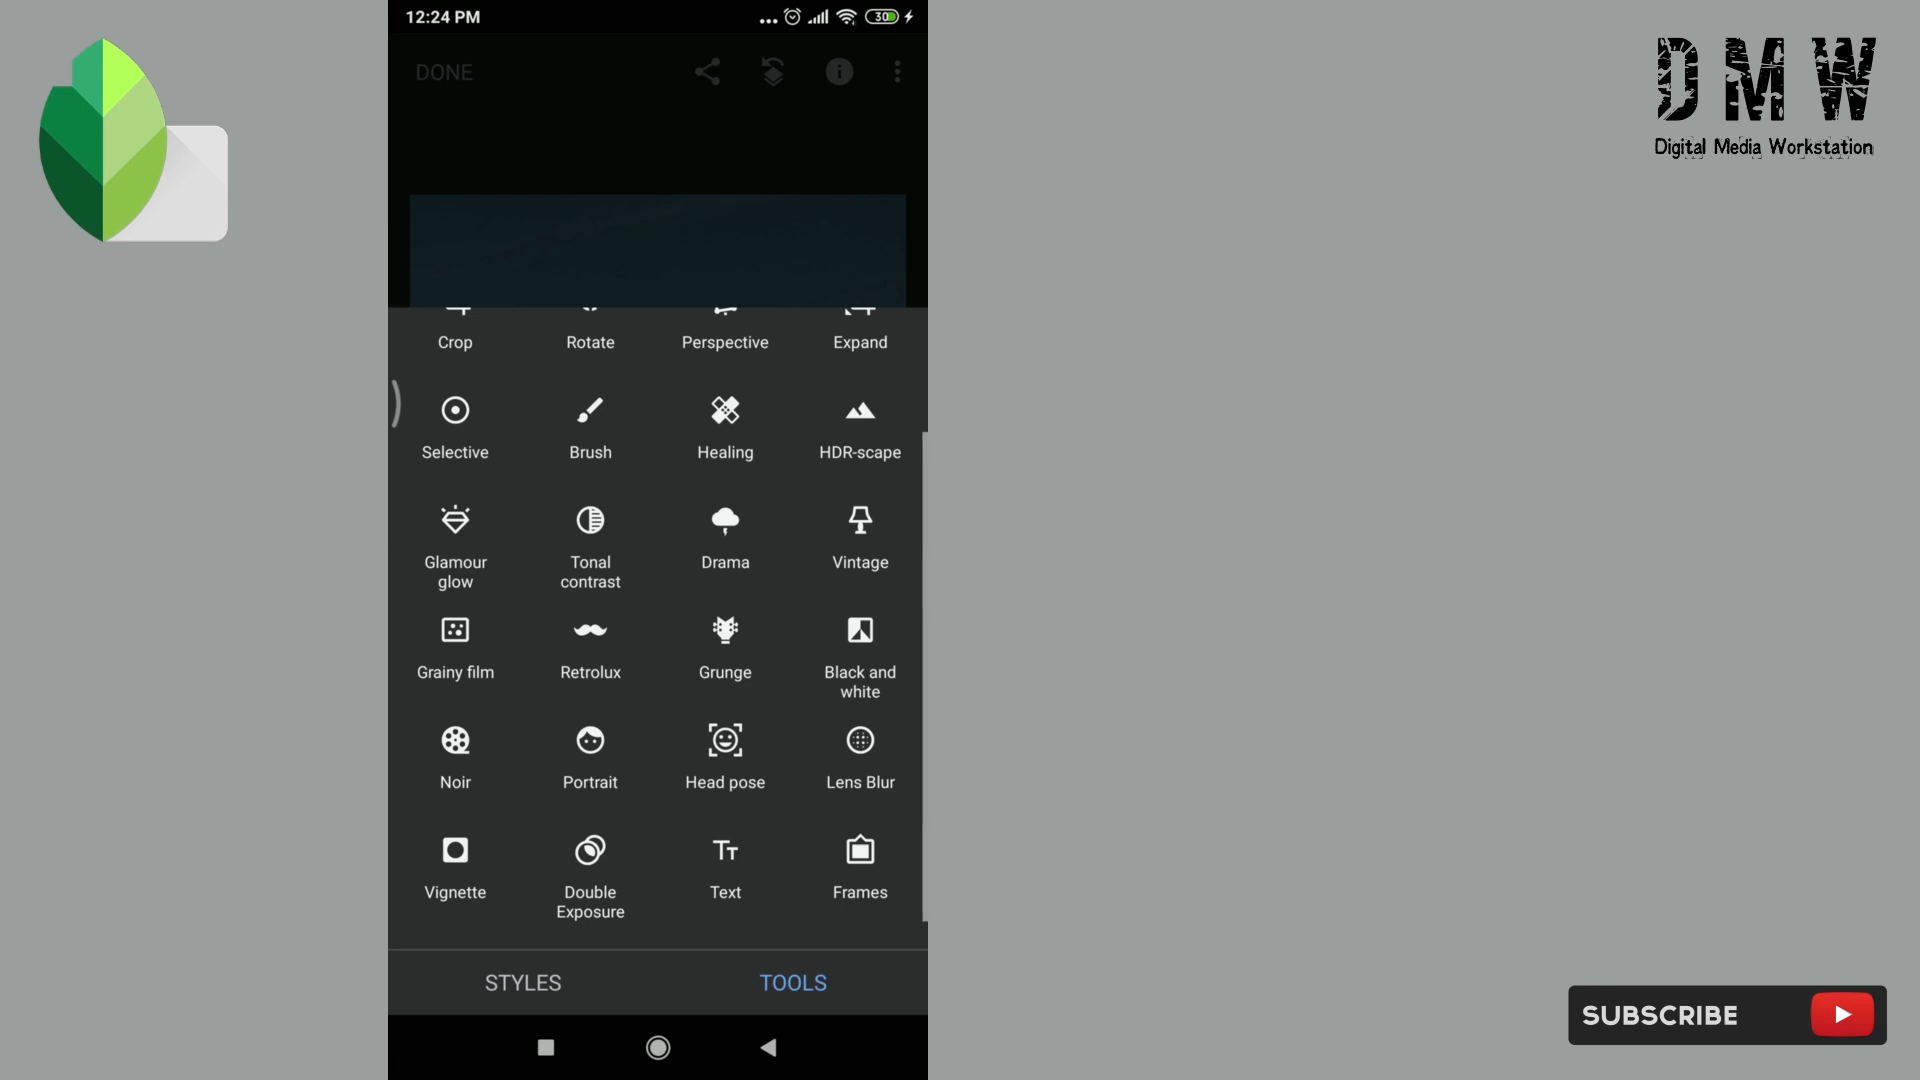 12:24 PM
30
DONE
DMW
Digital Media Workstation
Crop
Rotate
Perspective
Expand
Selective
Brush
Healing
HDR-scape
Glamour
glow
Tonal
contrast
Drama
Vintage
Grainy film
Retrolux
Grunge
Black and
white
Noir
Portrait
Head pose
Lens Blur
Vignette
Double
Exposure
Text
Frames
STYLES
TOOLS
SUBSCRIBE